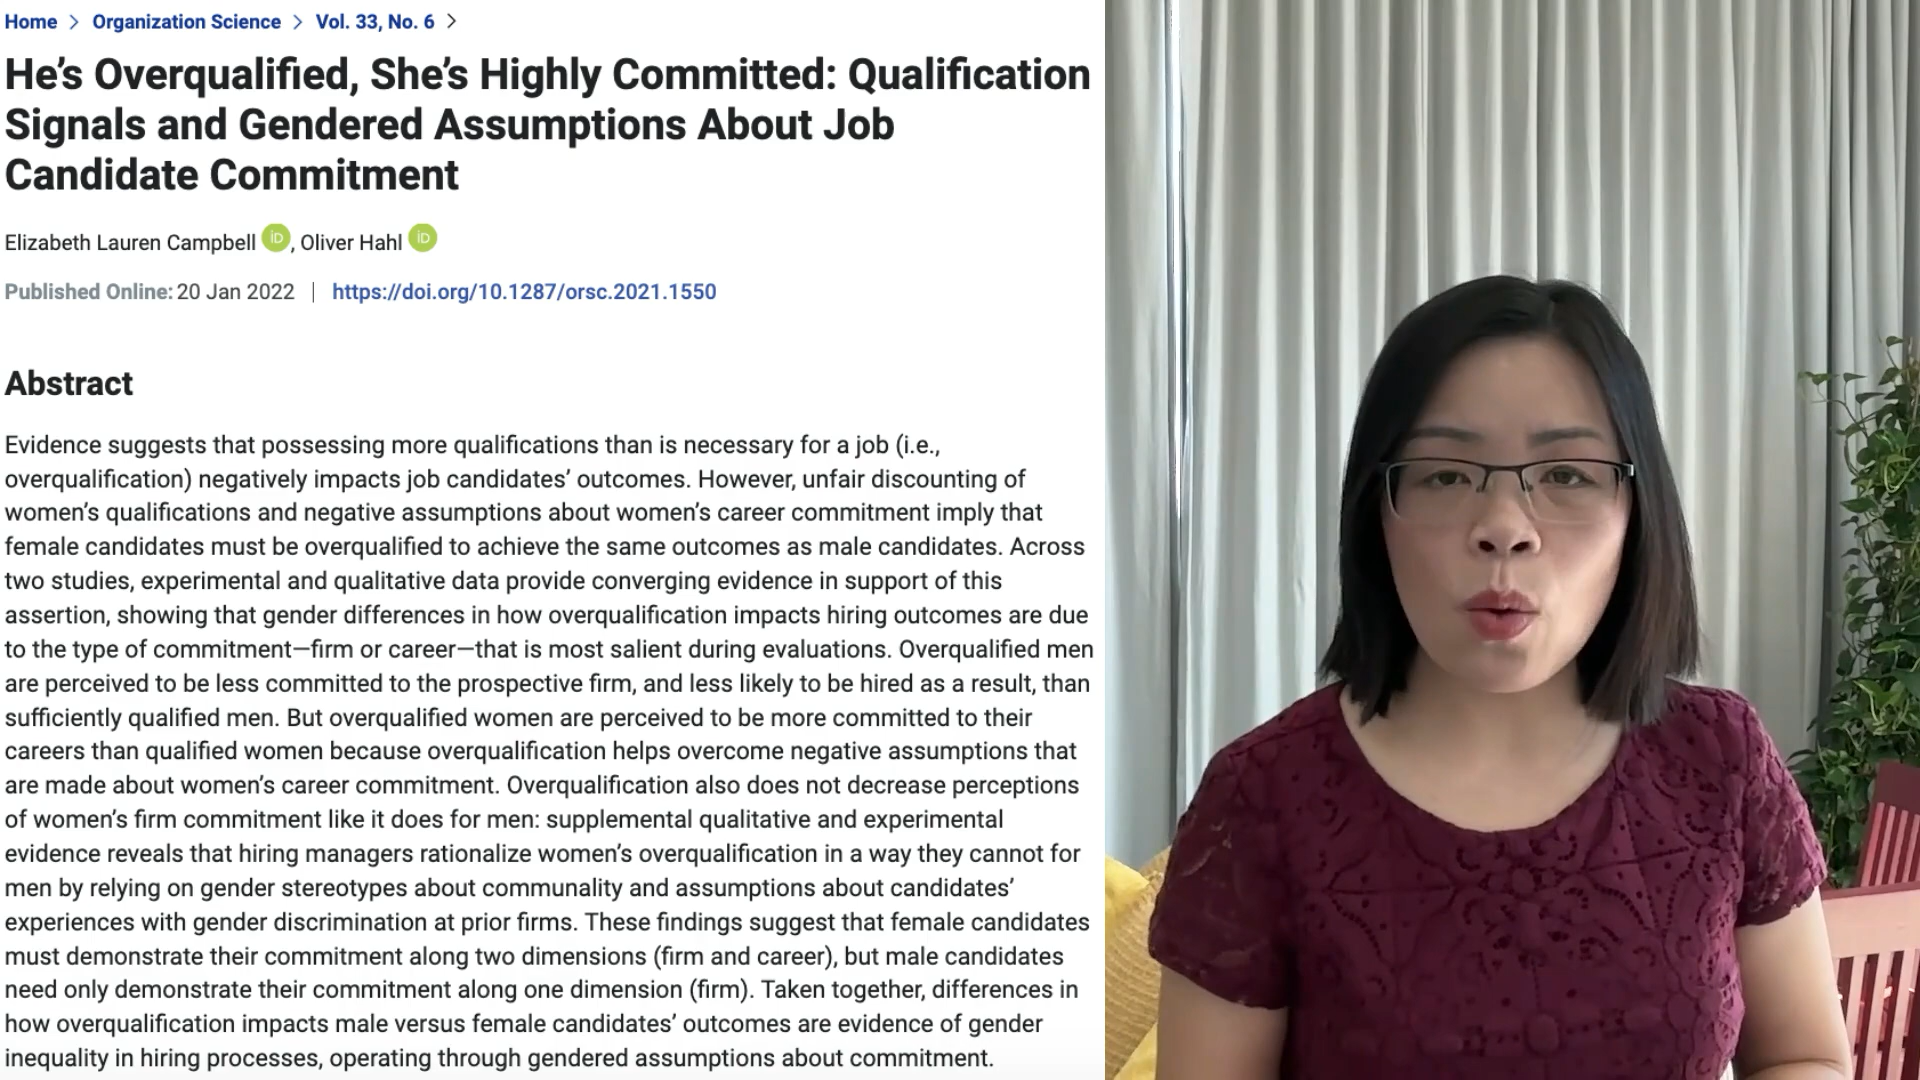 Home > Organization Science > Vol. 33, No. 6 >
He’s Overqualified, She’s Highly Committed: Qualification
Signals and Gendered Assumptions About Job
Candidate Commitment
Elizabeth Lauren Campbell iD, Oliver Hahl iD
Published Online: 20 Jan 2022 | https://doi.org/10.1287/orsc.2021.1550
Abstract
Evidence suggests that possessing more qualifications than is necessary for a job (i.e.,
overqualification) negatively impacts job candidates’ outcomes. However, unfair discounting of
women’s qualifications and negative assumptions about women’s career commitment imply that
female candidates must be overqualified to achieve the same outcomes as male candidates. Across
two studies, experimental and qualitative data provide converging evidence in support of this
assertion, showing that gender differences in how overqualification impacts hiring outcomes are due
to the type of commitment—firm or career—that is most salient during evaluations. Overqualified men
are perceived to be less committed to the prospective firm, and less likely to be hired as a result, than
sufficiently qualified men. But overqualified women are perceived to be more committed to their
careers than qualified women because overqualification helps overcome negative assumptions that
are made about women’s career commitment. Overqualification also does not decrease perceptions
of women’s firm commitment like it does for men: supplemental qualitative and experimental
evidence reveals that hiring managers rationalize women’s overqualification in a way they cannot for
men by relying on gender stereotypes about communality and assumptions about candidates’
experiences with gender discrimination at prior firms. These findings suggest that female candidates
must demonstrate their commitment along two dimensions (firm and career), but male candidates
need only demonstrate their commitment along one dimension (firm). Taken together, differences in
how overqualification impacts male versus female candidates’ outcomes are evidence of gender
inequality in hiring processes, operating through gendered assumptions about commitment.